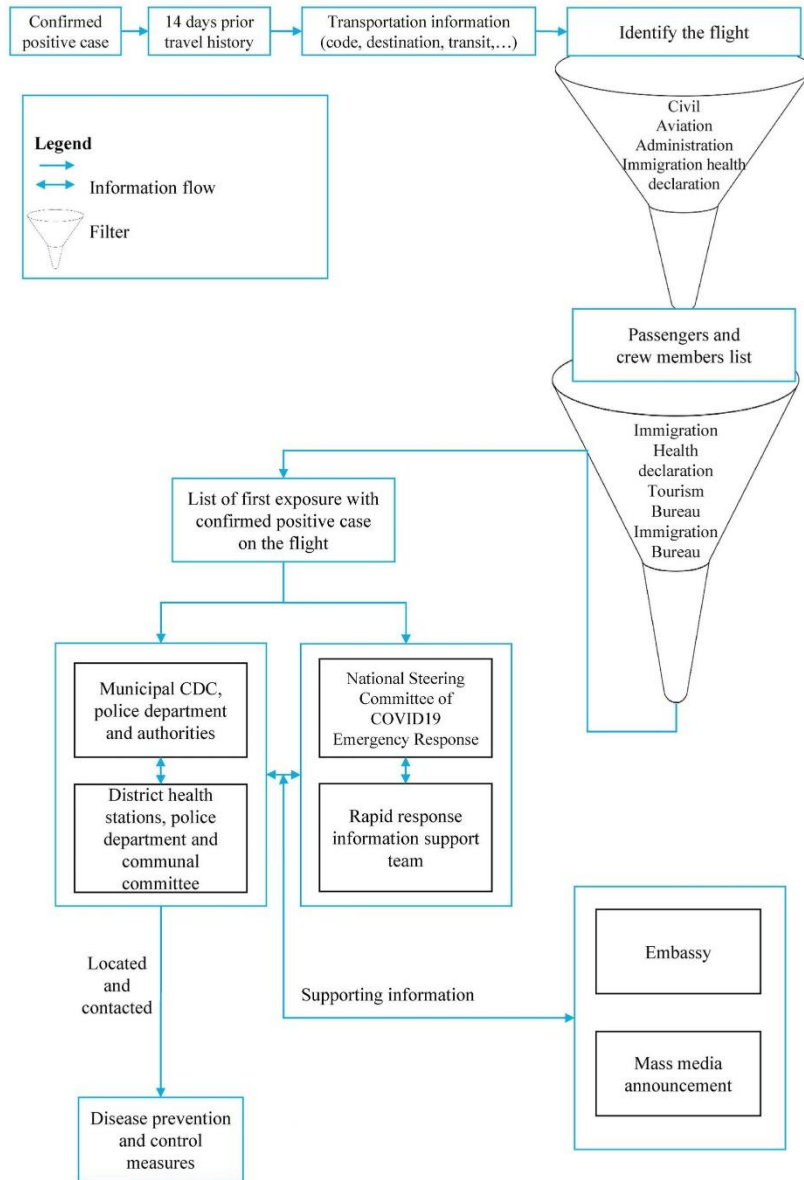 Confirmed
positive case
14 days prior
travel history
Transportation information
(code, destination, transit,…)
Identify the flight
Civil
Aviation
Administration
Immigration health
declaration
Legend
Information flow
Filter
Passengers and
crew members list
Immigration
Health
declaration
Tourism
Bureau
Immigration
Bureau
List of first exposure with
confirmed positive case
on the flight
Municipal CDC,
police department
and authorities
National Steering
Committee of
COVID19
Emergency Response
District health
stations, police
department and
communal
committee
Rapid response
information support
team
Located
and
contacted
Supporting information
Embassy
Mass media
announcement
Disease prevention
and control
measures